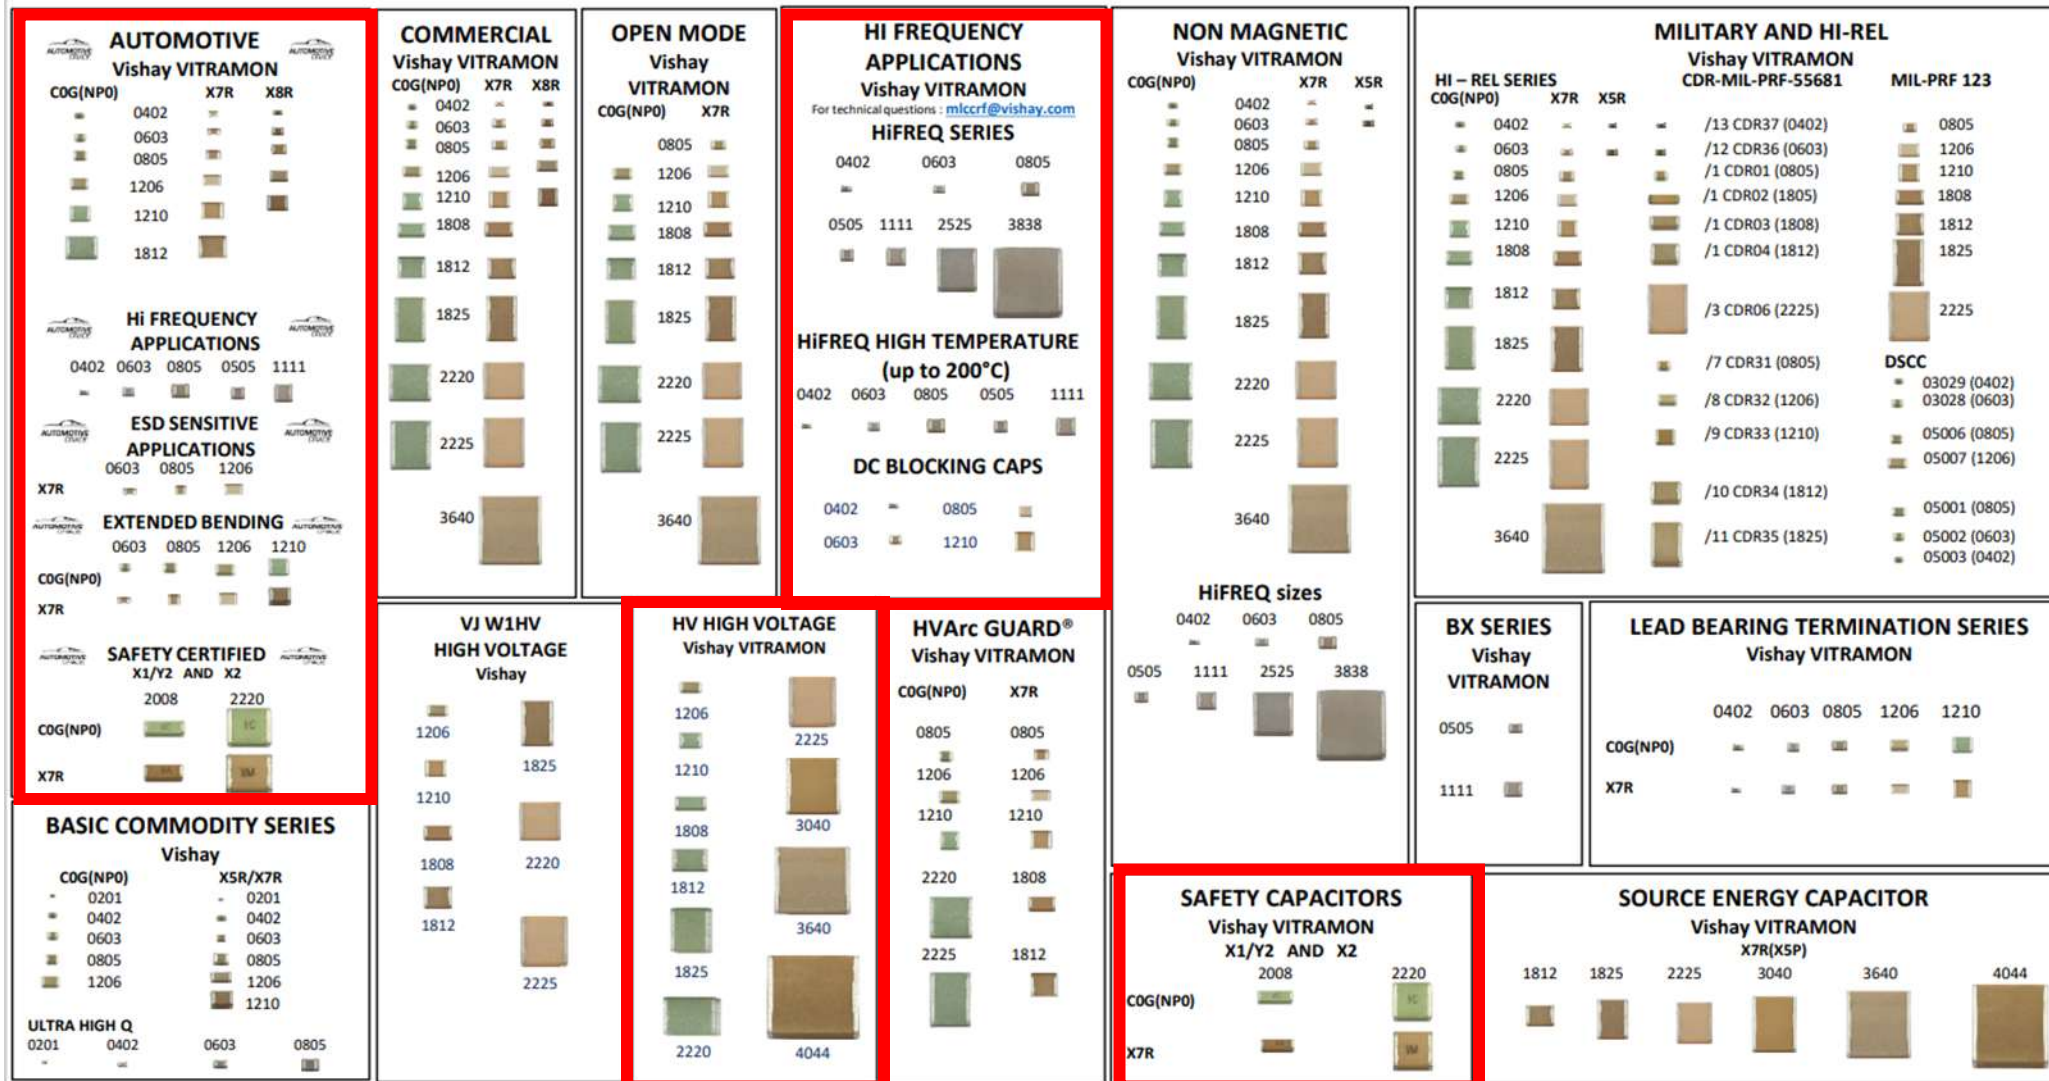 AUTOMOTIVE
Vishay VITRAMON
C0G(NP0) X7R X8R
0402
0603
0805
1206
1210
1812
Hi FREQUENCY
APPLICATIONS
0402 0603 0805 0505 1111
ESD SENSITIVE
APPLICATIONS
0603 0805 1206
X7R
EXTENDED BENDING
0603 0805 1206 1210
C0G(NP0)
X7R
SAFETY CERTIFIED
X1/Y2 AND X2
2008 2220
C0G(NP0)
X7R
BASIC COMMODITY SERIES
Vishay
C0G(NP0) X5R/X7R
0201 0201
0402 0402
0603 0603
0805 0805
1206 1206
1210
ULTRA HIGH Q
0201 0402 0603 0805
COMMERCIAL
Vishay VITRAMON
C0G(NP0) X7R X8R
0402
0603
0805
1206
1210
1808
1812
1825
2220
2225
3640
OPEN MODE
Vishay
VITRAMON
C0G(NP0) X7R
0805
1206
1210
1808
1812
1825
2220
2225
3640
HI FREQUENCY
APPLICATIONS
Vishay VITRAMON
For technical questions : mlccrf@vishay.com
HiFREQ SERIES
0402 0603 0805
0505 1111 2525 3838
HiFREQ HIGH TEMPERATURE
(up to 200°C)
0402 0603 0805 0505 1111
DC BLOCKING CAPS
0402 0805
0603 1210
NON MAGNETIC
Vishay VITRAMON
C0G(NP0) X7R X5R
0402
0603
0805
1206
1210
1808
1812
1825
2220
2225
3640
HiFREQ sizes
0402 0603 0805
0505 1111 2525 3838
MILITARY AND HI-REL
Vishay VITRAMON
HI – REL SERIES
C0G(NP0) X7R X5R
0402
0603
0805
1206
1210
1808
1812
1825
2220
2225
3640
CDR-MIL-PRF-55681
/13 CDR37 (0402)
/12 CDR36 (0603)
/1 CDR01 (0805)
/1 CDR02 (1805)
/1 CDR03 (1808)
/1 CDR04 (1812)
/3 CDR06 (2225)
/7 CDR31 (0805)
/8 CDR32 (1206)
/9 CDR33 (1210)
/10 CDR34 (1812)
/11 CDR35 (1825)
MIL-PRF 123
0805
1206
1210
1808
1812
1825
2225
DSCC
03029 (0402)
03028 (0603)
05006 (0805)
05007 (1206)
05001 (0805)
05002 (0603)
05003 (0402)
VJ W1HV
HIGH VOLTAGE
Vishay
1206
1825
1210
1808 2220
1812
2225
HV HIGH VOLTAGE
Vishay VITRAMON
1206
2225
1210
1808 3040
1812
3640
1825
2220 4044
HVArc GUARD®
Vishay VITRAMON
C0G(NP0) X7R
0805 0805
1206 1206
1210 1210
2220 1808
2225 1812
BX SERIES
Vishay
VITRAMON
0505
1111
LEAD BEARING TERMINATION SERIES
Vishay VITRAMON
0402 0603 0805 1206 1210
C0G(NP0)
X7R
SAFETY CAPACITORS
Vishay VITRAMON
X1/Y2 AND X2
2008 2220
C0G(NP0)
X7R
SOURCE ENERGY CAPACITOR
Vishay VITRAMON
X7R(X5P)
1812 1825 2225 3040 3640 4044